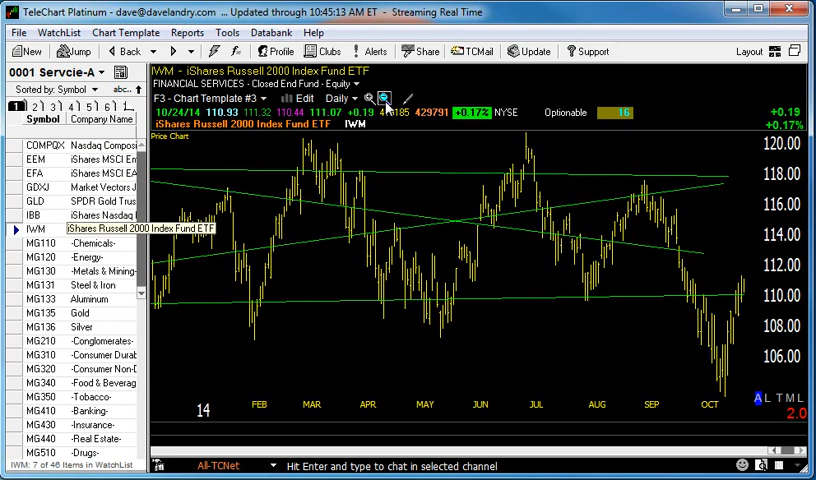 TeleChart Platinum - dave@davelandry.com ... Updated through 10:45:13 AM ET - Streaming Real Time
File WatchList Chart Template Reports Tools Databank Help
New Jump Back Profile Clubs Alerts Share TCMail Update Support Layout
0001 Servcie-A
Sorted by: Symbol
1 2 3 4 5 6 7 8
Symbol Company Name
COMPQX Nasdaq Composi
EEM iShares MSCI Em
EFA iShares MSCI EA
GDXJ Market Vectors J
GLD SPDR Gold Trus
IBB iShares Nasdaq
IWM iShares Russell 2000 Index Fund ETF
MG110 -Chemicals-
MG120 -Energy-
MG130 -Metals & Mining-
MG131 Steel & Iron
MG133 Aluminum
MG135 Gold
MG136 Silver
MG210 -Conglomerates-
MG310 -Consumer Durab
MG320 -Consumer Non-D
MG340 -Food & Beverag
MG350 -Tobacco-
MG410 -Banking-
MG430 -Insurance-
MG440 -Real Estate-
MG510 -Drugs-
IWM: 7 of 46 Items in WatchList
IWM - iShares Russell 2000 Index Fund ETF
FINANCIAL SERVICES - Closed End Fund - Equity
F3 - Chart Template #3 Edit Daily
10/24/14 110.93 111.32 110.44 111.07 +0.19 429791 +0.17% NYSE Optionable 16 +0.19
iShares Russell 2000 Index Fund ETF IWM +0.17%
Price Chart
120.00
118.00
116.00
114.00
112.00
110.00
108.00
106.00
A L T M L
14 FEB MAR APR MAY JUN JUL AUG SEP OCT
2.0
All-TCNet Hit Enter and type to chat in selected channel